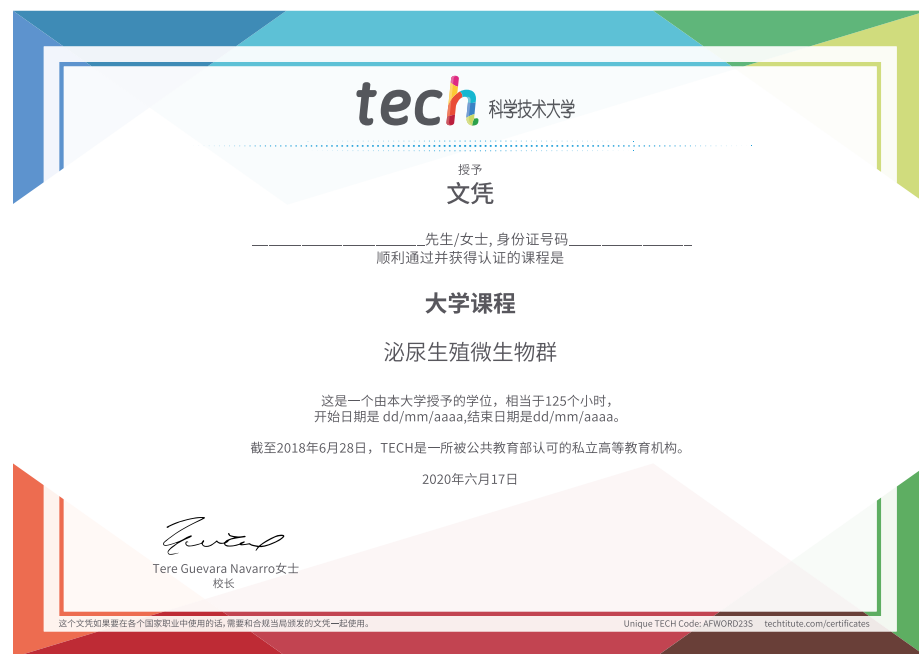 tech 科学技术大学
授予
文凭
______________________先生/女士, 身份证号码_______________
顺利通过并获得认证的课程是
大学课程
泌尿生殖微生物群
这是一个由本大学授予的学位，相当于125个小时，
开始日期是 dd/mm/aaaa,结束日期是dd/mm/aaaa。
截至2018年6月28日，TECH是一所被公共教育部认可的私立高等教育机构。
2020年六月17日
Tere Guevara Navarro女士
校长
这个文凭如果要在各个国家职业中使用的话,需要和合规当局颁发的文凭一起使用。
Unique TECH Code: AFWORD23S techtitute.com/certificates